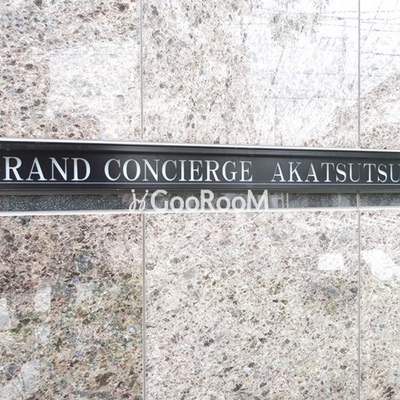 RAND CONCIERGE AKATSUTSU
GooRooM